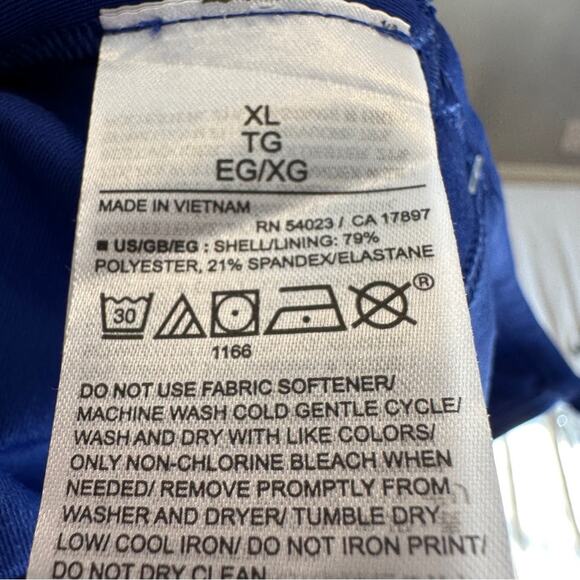 XL
TG
EG/XG
MADE IN VIETNAM
RN 54023 / CA 17897
■ US/GB/EG : SHELL/LINING: 79%
POLYESTER, 21% SPANDEX/ELASTANE
30
®
1166
DO NOT USE FABRIC SOFTENER/
MACHINE WASH COLD GENTLE CYCLE/
WASH AND DRY WITH LIKE COLORS/
ONLY NON-CHLORINE BLEACH WHEN
NEEDED/ REMOVE PROMPTLY FROM
WASHER AND DRYER/ TUMBLE DRY
LOW/ COOL IRON/ DO NOT IRON PRINT/
DO NOT DRY CLEAN